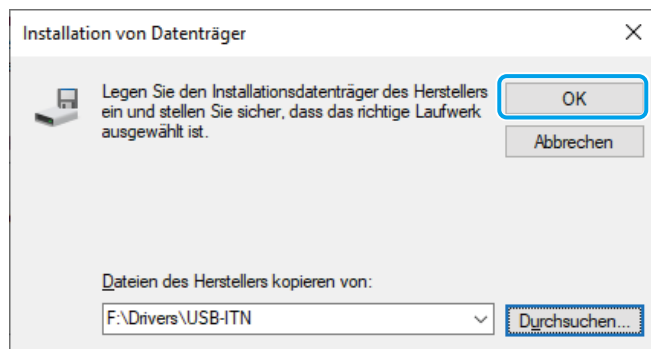 Installation von Datenträger
Legen Sie den Installationsdatenträger des Herstellers
ein und stellen Sie sicher, dass das richtige Laufwerk
ausgewählt ist.
OK
Abbrechen
Dateien des Herstellers kopieren von:
F:\Drivers\USB-ITN
Durchsuchen...